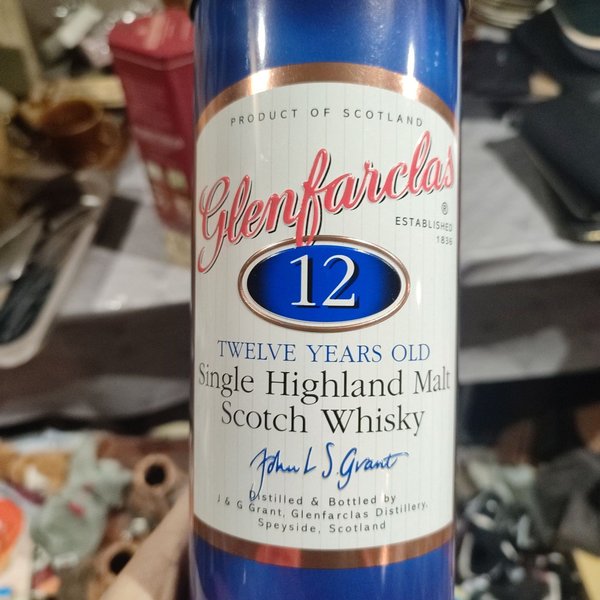 PRODUCT OF SCOTLAND
Glenfarclas
®
ESTABLISHED
1836
12
TWELVE YEARS OLD
Single Highland Malt
Scotch Whisky
John L S. Grant
Distilled & Bottled by
J & G Grant, Glenfarclas Distillery,
Speyside, Scotland